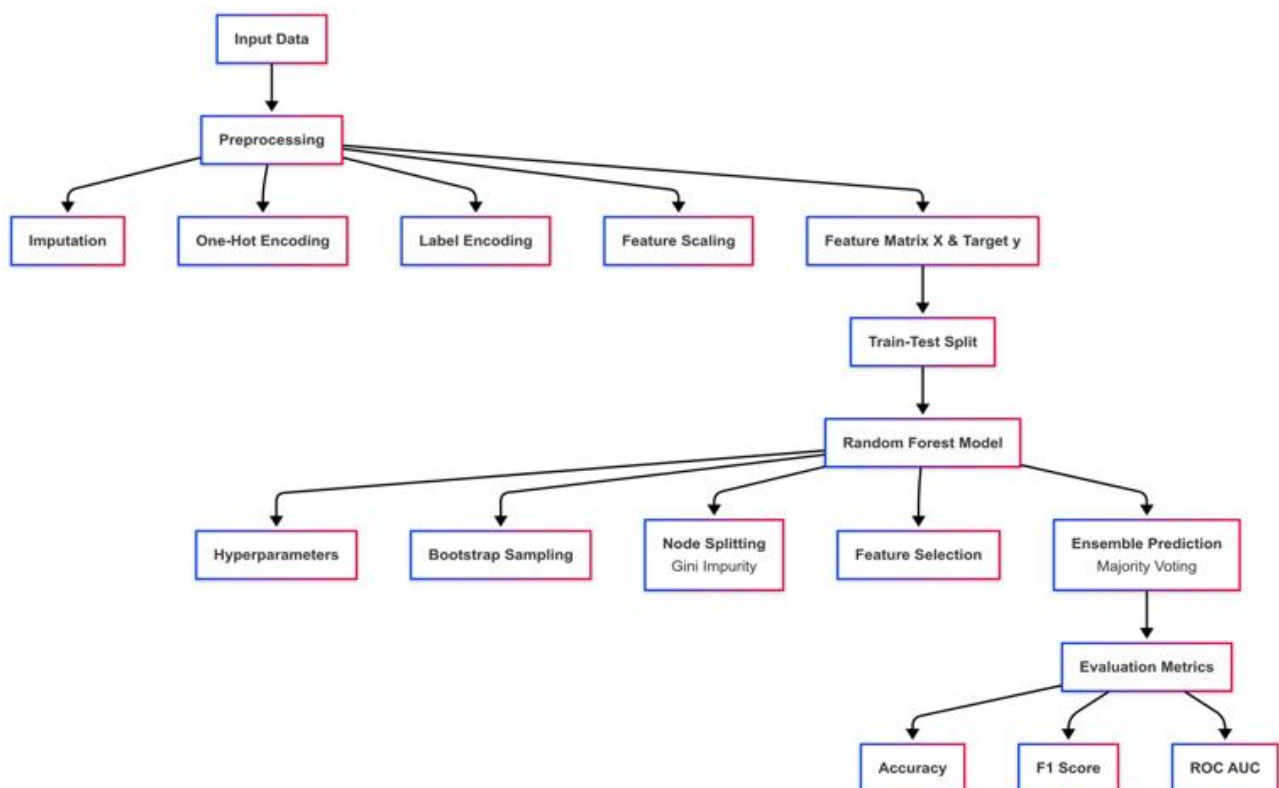 Input Data
Preprocessing
Imputation
One-Hot Encoding
Label Encoding
Feature Scaling
Feature Matrix X & Target y
Train-Test Split
Random Forest Model
Hyperparameters
Bootstrap Sampling
Node Splitting
Gini Impurity
Feature Selection
Ensemble Prediction
Majority Voting
Evaluation Metrics
Accuracy
F1 Score
ROC AUC